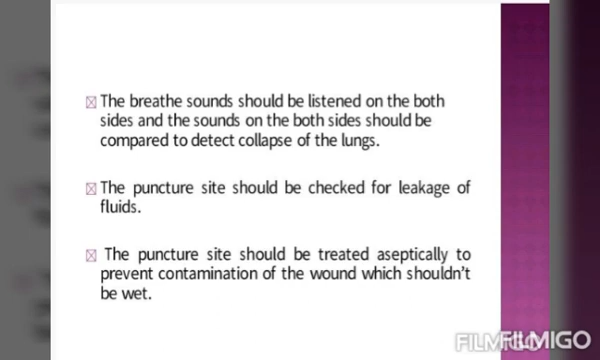 The breathe sounds should be listened on the both
sides and the sounds on the both sides should be
compared to detect collapse of the lungs.
The puncture site should be checked for leakage of
fluids.
The puncture site should be treated aseptically to
prevent contamination of the wound which shouldn't
be wet.
FILMFILMIGO